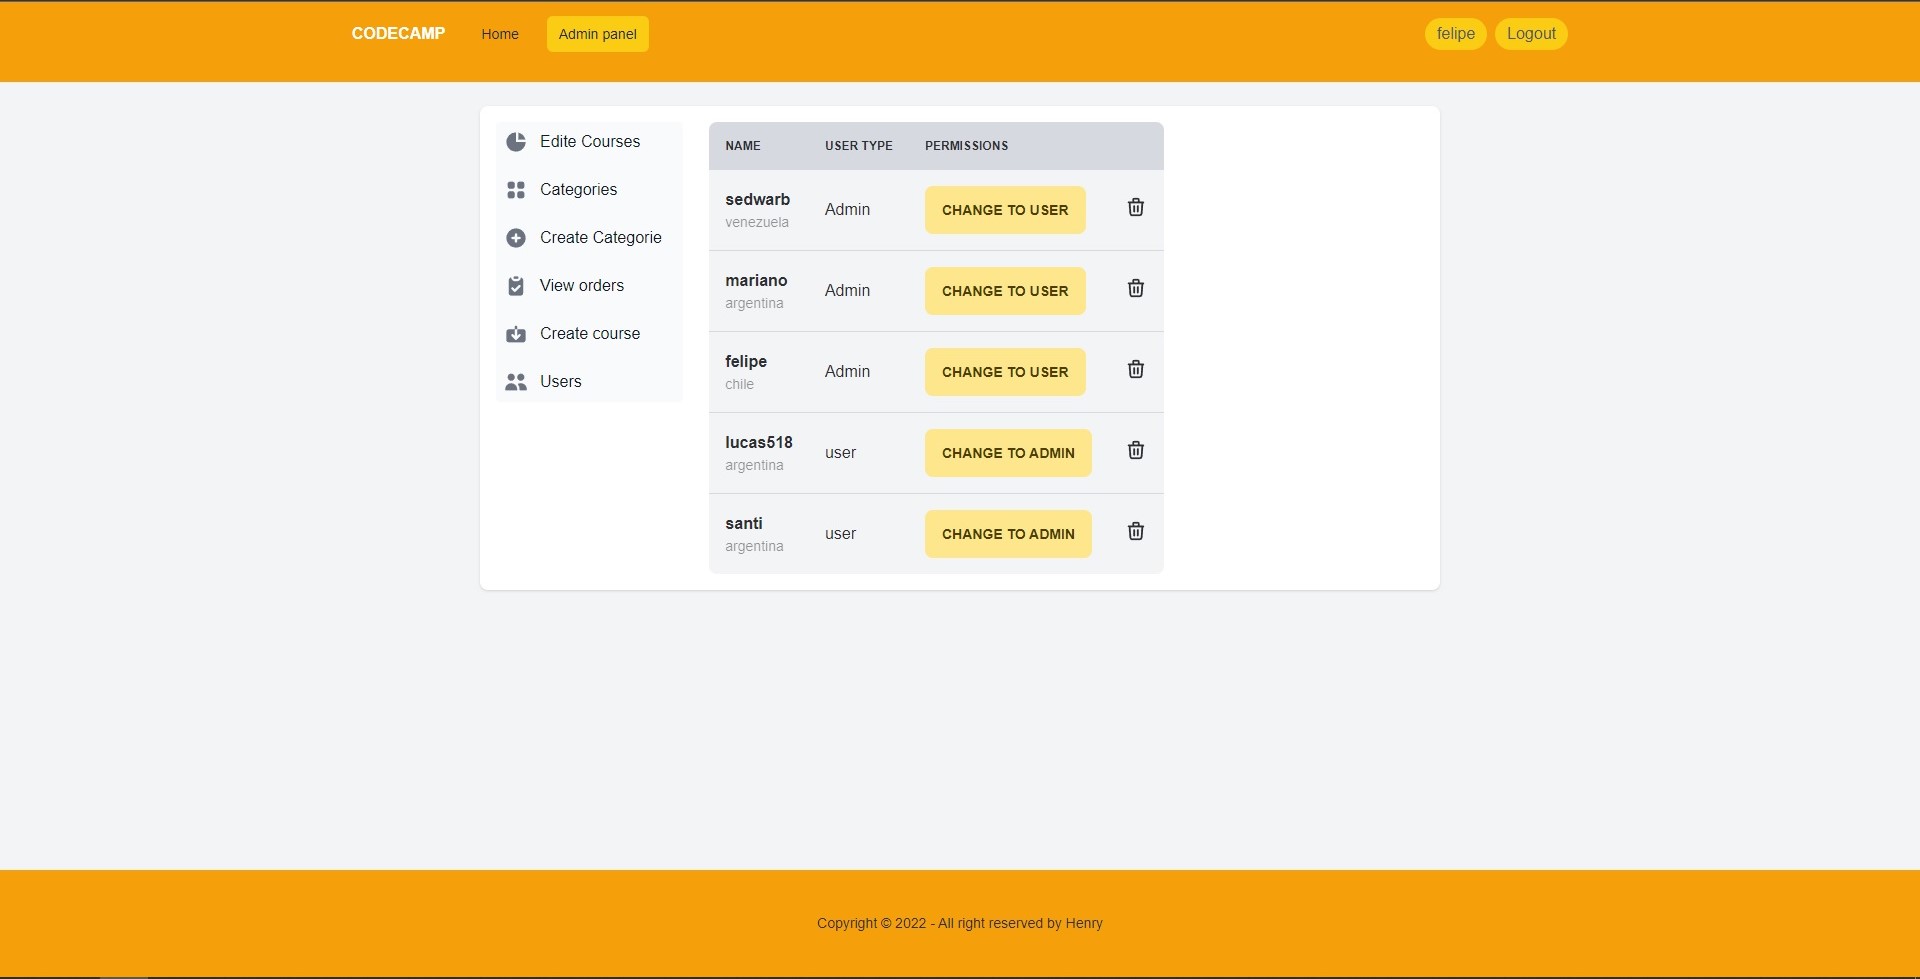 CODECAMP Home Admin panel felipe Logout
Edite Courses
Categories
Create Categorie
View orders
Create course
Users
NAME USER TYPE PERMISSIONS
sedwarb
venezuela
Admin CHANGE TO USER
mariano
argentina
Admin CHANGE TO USER
felipe
chile
Admin CHANGE TO USER
lucas518
argentina
user CHANGE TO ADMIN
santi
argentina
user CHANGE TO ADMIN
Copyright © 2022 - All right reserved by Henry